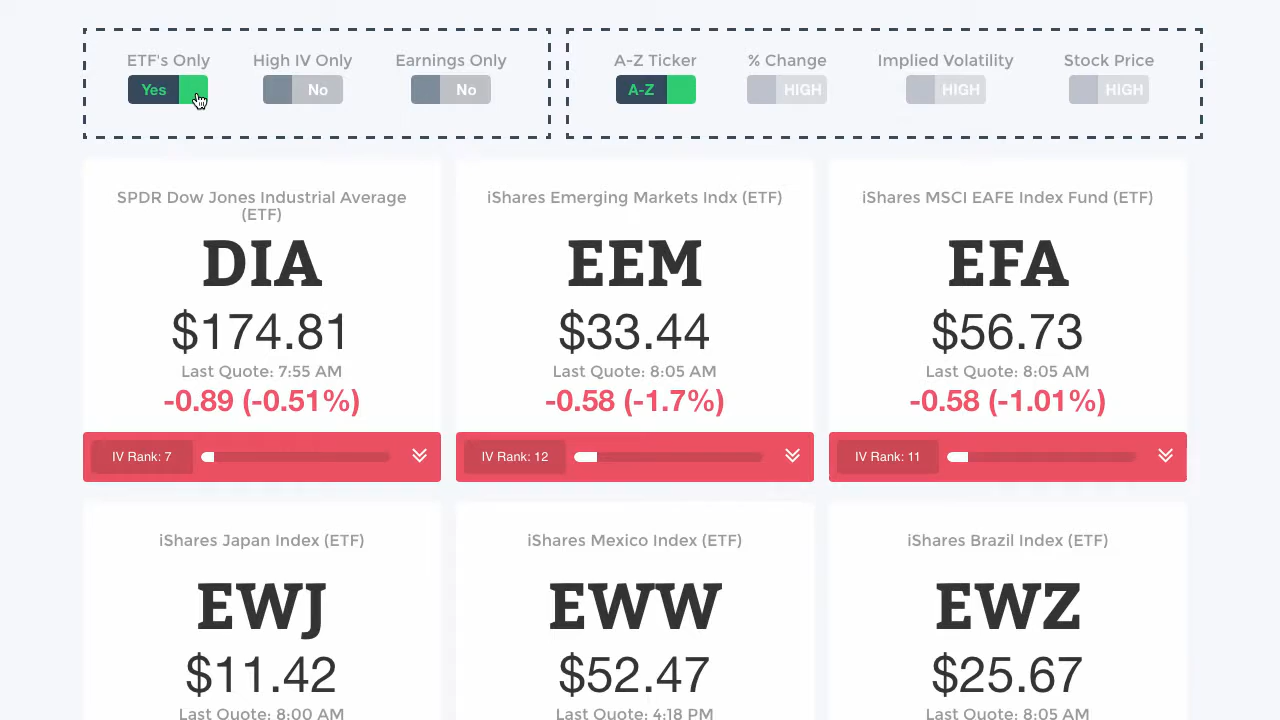 ETF's Only High IV Only Earnings Only A-Z Ticker % Change Implied Volatility Stock Price
Yes No No A-Z HIGH HIGH HIGH
SPDR Dow Jones Industrial Average
(ETF)
DIA
$174.81
Last Quote: 7:55 AM
-0.89 (-0.51%)
IV Rank: 7
iShares Emerging Markets Indx (ETF)
EEM
$33.44
Last Quote: 8:05 AM
-0.58 (-1.7%)
IV Rank: 12
iShares MSCI EAFE Index Fund (ETF)
EFA
$56.73
Last Quote: 8:05 AM
-0.58 (-1.01%)
IV Rank: 11
iShares Japan Index (ETF)
EWJ
$11.42
Last Quote: 8:00 AM
iShares Mexico Index (ETF)
EWW
$52.47
Last Quote: 4:18 PM
iShares Brazil Index (ETF)
EWZ
$25.67
Last Quote: 8:05 AM